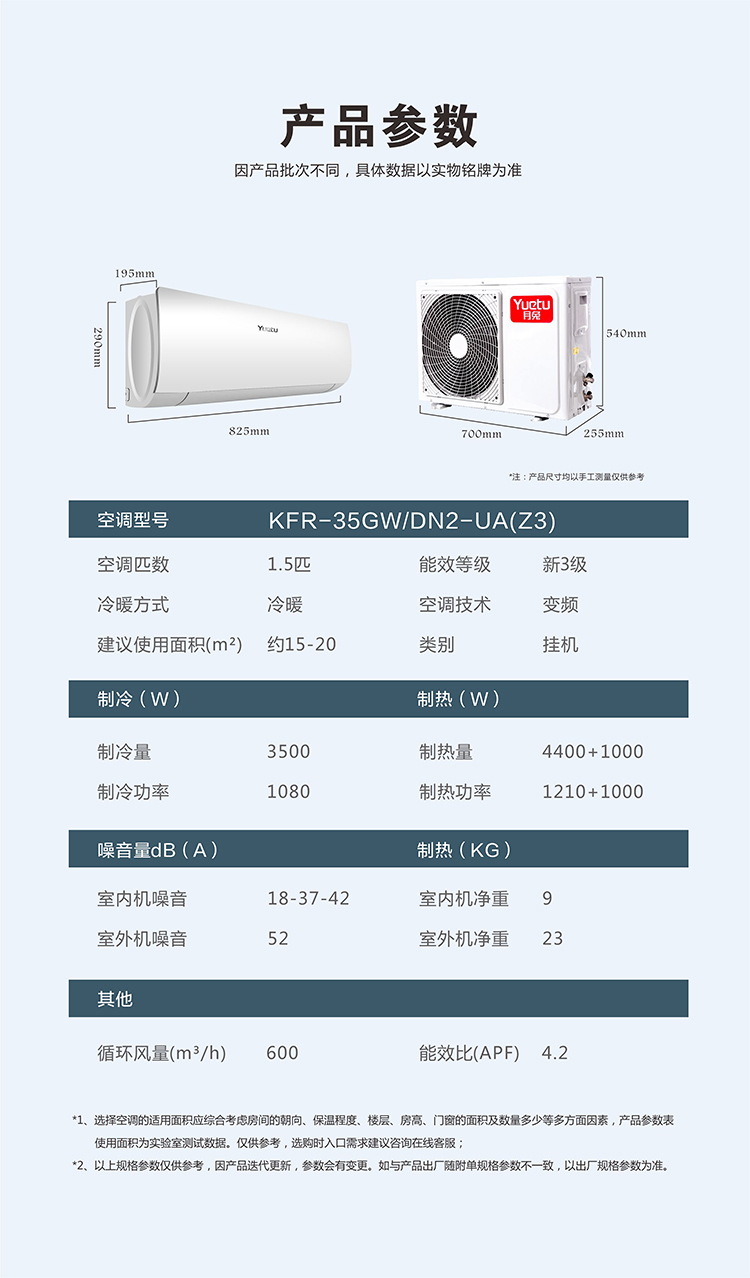 产品参数
因产品批次不同，具体数据以实物铭牌为准
195mm
290mm
825mm
Yuetu
Yuetu
月兔
540mm
700mm
255mm
*注：产品尺寸均以手工测量仅供参考
空调型号 KFR-35GW/DN2-UA(Z3)
空调匹数 1.5匹 能效等级 新3级
冷暖方式 冷暖 空调技术 变频
建议使用面积(m²) 约15-20 类别 挂机
制冷（W） 制热（W）
制冷量 3500 制热量 4400+1000
制冷功率 1080 制热功率 1210+1000
噪音量dB（A） 制热（KG）
室内机噪音 18-37-42 室内机净重 9
室外机噪音 52 室外机净重 23
其他
循环风量(m³/h) 600 能效比(APF) 4.2
*1、选择空调的适用面积应综合考虑房间的朝向、保温程度、楼层、房高、门窗的面积及数量多少等多方面因素，产品参数表
使用面积为实验室测试数据。仅供参考，选购时入口需求建议咨询在线客服；
*2、以上规格参数仅供参考，因产品迭代更新，参数会有变更。如与产品出厂随附单规格参数不一致，以出厂规格参数为准。